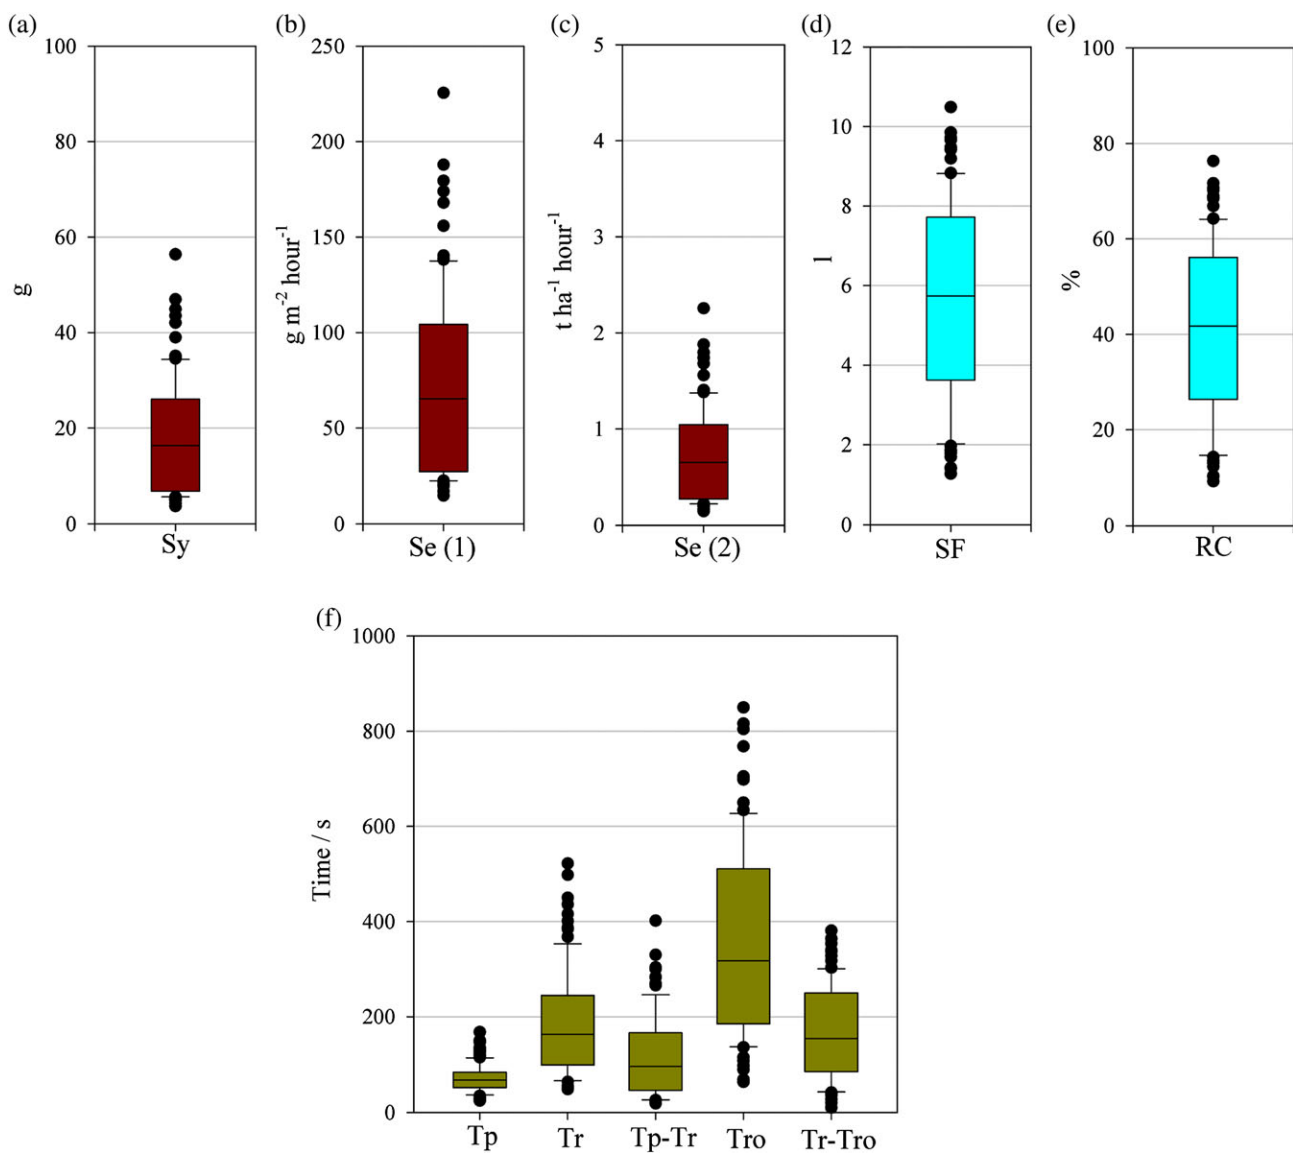 (a) (b) (c) (d) (e)
100 250 5 12 100
80 200 4 10 80
60 150 3 8 60
40 100 2 6 40
20 50 1 4 20
0 0 0 2 0
0
g g m⁻² hour⁻¹ t ha⁻¹ hour⁻¹ l %
Sy Se (1) Se (2) SF RC
(f)
1000
800
600
400
200
0
Time / s
Tp Tr Tp-Tr Tro Tr-Tro